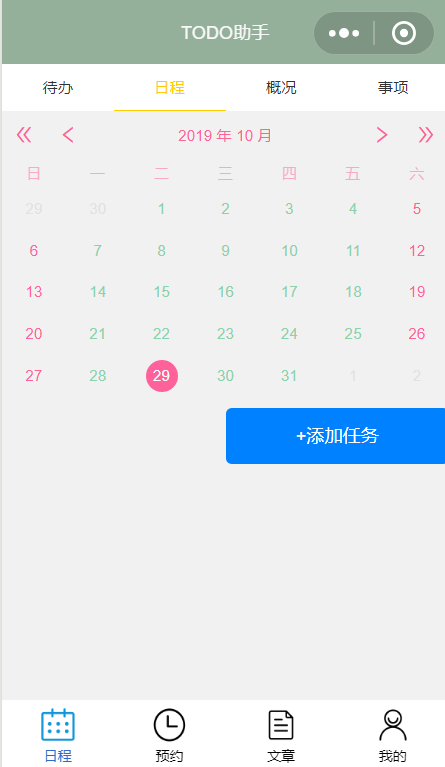 TODO助手
待办 日程 概况 事项
2019 年 10 月
日 一 二 三 四 五 六
29 30 1 2 3 4 5
6 7 8 9 10 11 12
13 14 15 16 17 18 19
20 21 22 23 24 25 26
27 28 29 30 31 1 2
+添加任务
日程 预约 文章 我的